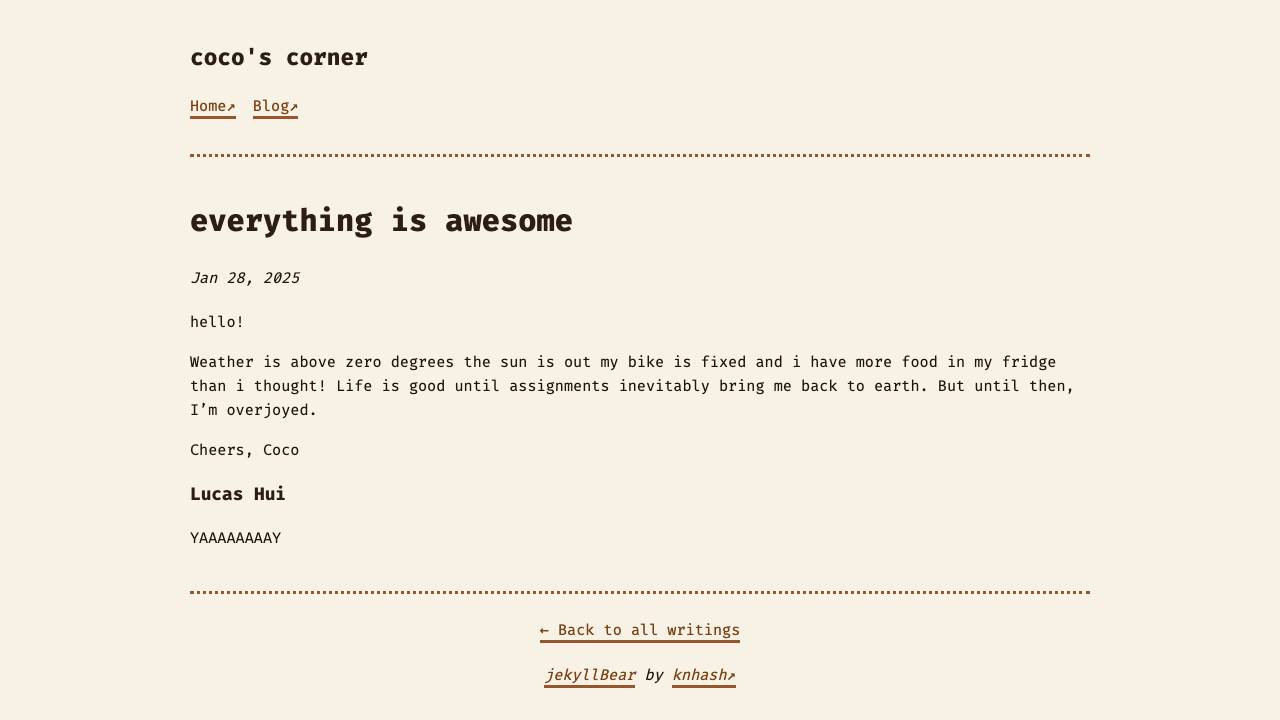 coco's corner
Home↗ Blog↗
everything is awesome
Jan 28, 2025
hello!
Weather is above zero degrees the sun is out my bike is fixed and i have more food in my fridge
than i thought! Life is good until assignments inevitably bring me back to earth. But until then,
I’m overjoyed.
Cheers, Coco
Lucas Hui
YAAAAAAAAY
← Back to all writings
jekyllBear by knhash↗